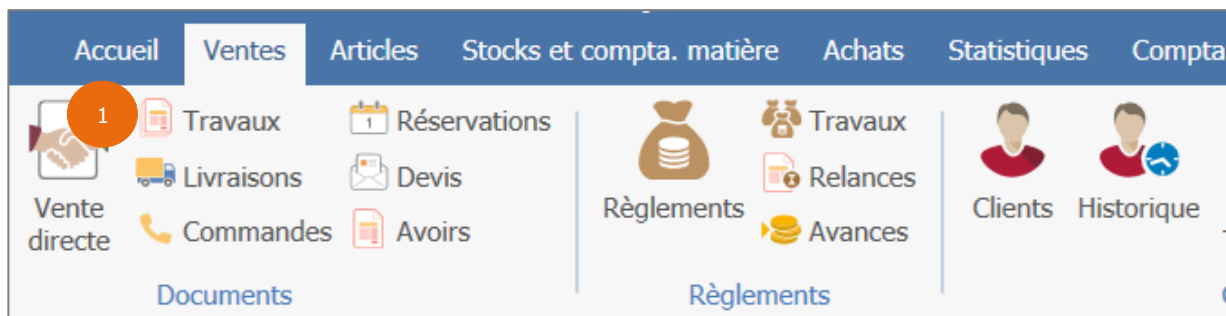 Accueil Ventes Articles Stocks et compta. matière Achats Statistiques Compta
1 Travaux 1 Réservations Travaux
Livraisons Devis Relances
Vente directe Commandes Avoirs Règlements Avances Clients Historique
Documents Règlements